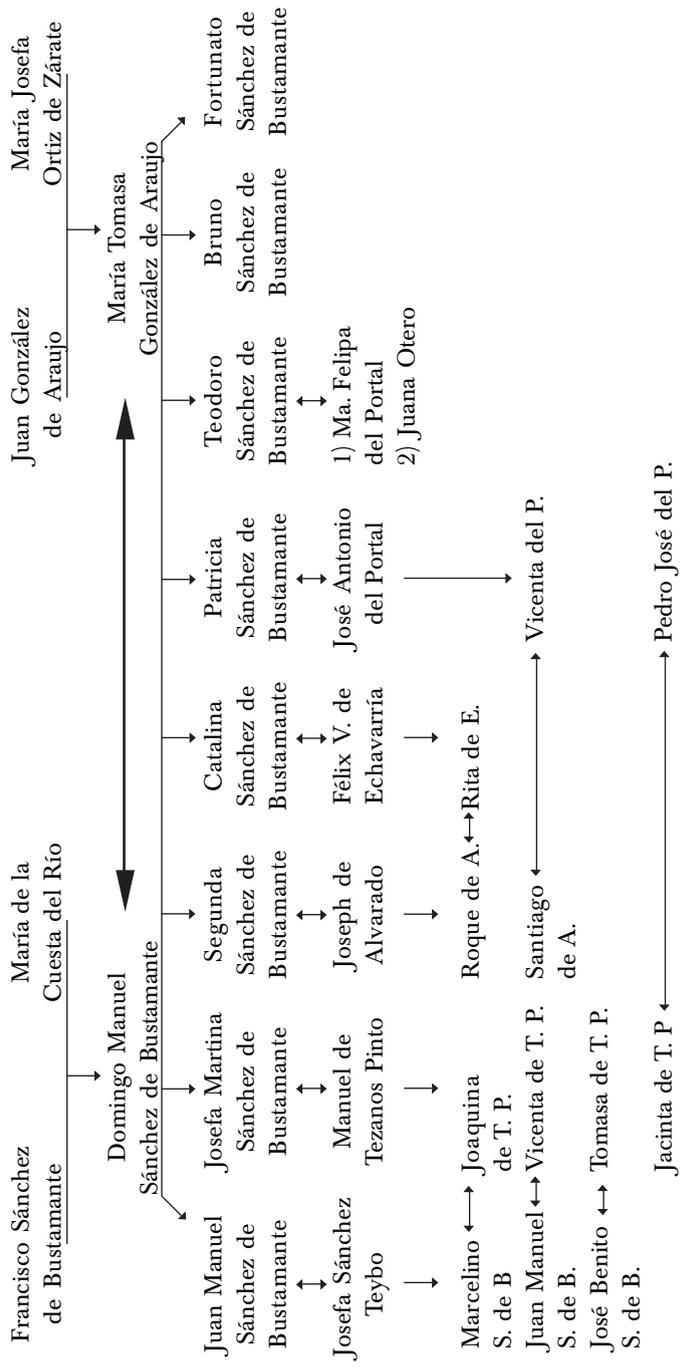 Francisco Sánchez
de Bustamante
María de la
Cuesta del Río
Juan González
de Araujo
María Josefa
Ortiz de Zárate
Domingo Manuel
Sánchez de Bustamante
María Tomasa
González de Araujo
Juan Manuel
Sánchez de
Bustamante
Josefa Martina
Sánchez de
Bustamante
Segunda
Sánchez de
Bustamante
Catalina
Sánchez de
Bustamante
Patricia
Sánchez de
Bustamante
Teodoro
Sánchez de
Bustamante
Bruno
Sánchez de
Bustamante
Fortunato
Sánchez de
Bustamante
Josefa Sánchez
Teybo
Manuel de
Tezanos Pinto
Joseph de
Alvarado
Félix V. de
Echavarría
José Antonio
del Portal
1) Ma. Felipa
del Portal
2) Juana Otero
Marcelino
S. de B
Joaquina
de T. P.
Roque de A.
Rita de E.
Juan Manuel
S. de B.
Vicenta de T. P.
Santiago
de A.
Vicenta del P.
José Benito
S. de B.
Tomasa de T. P.
Jacinta de T. P
Pedro José del P.